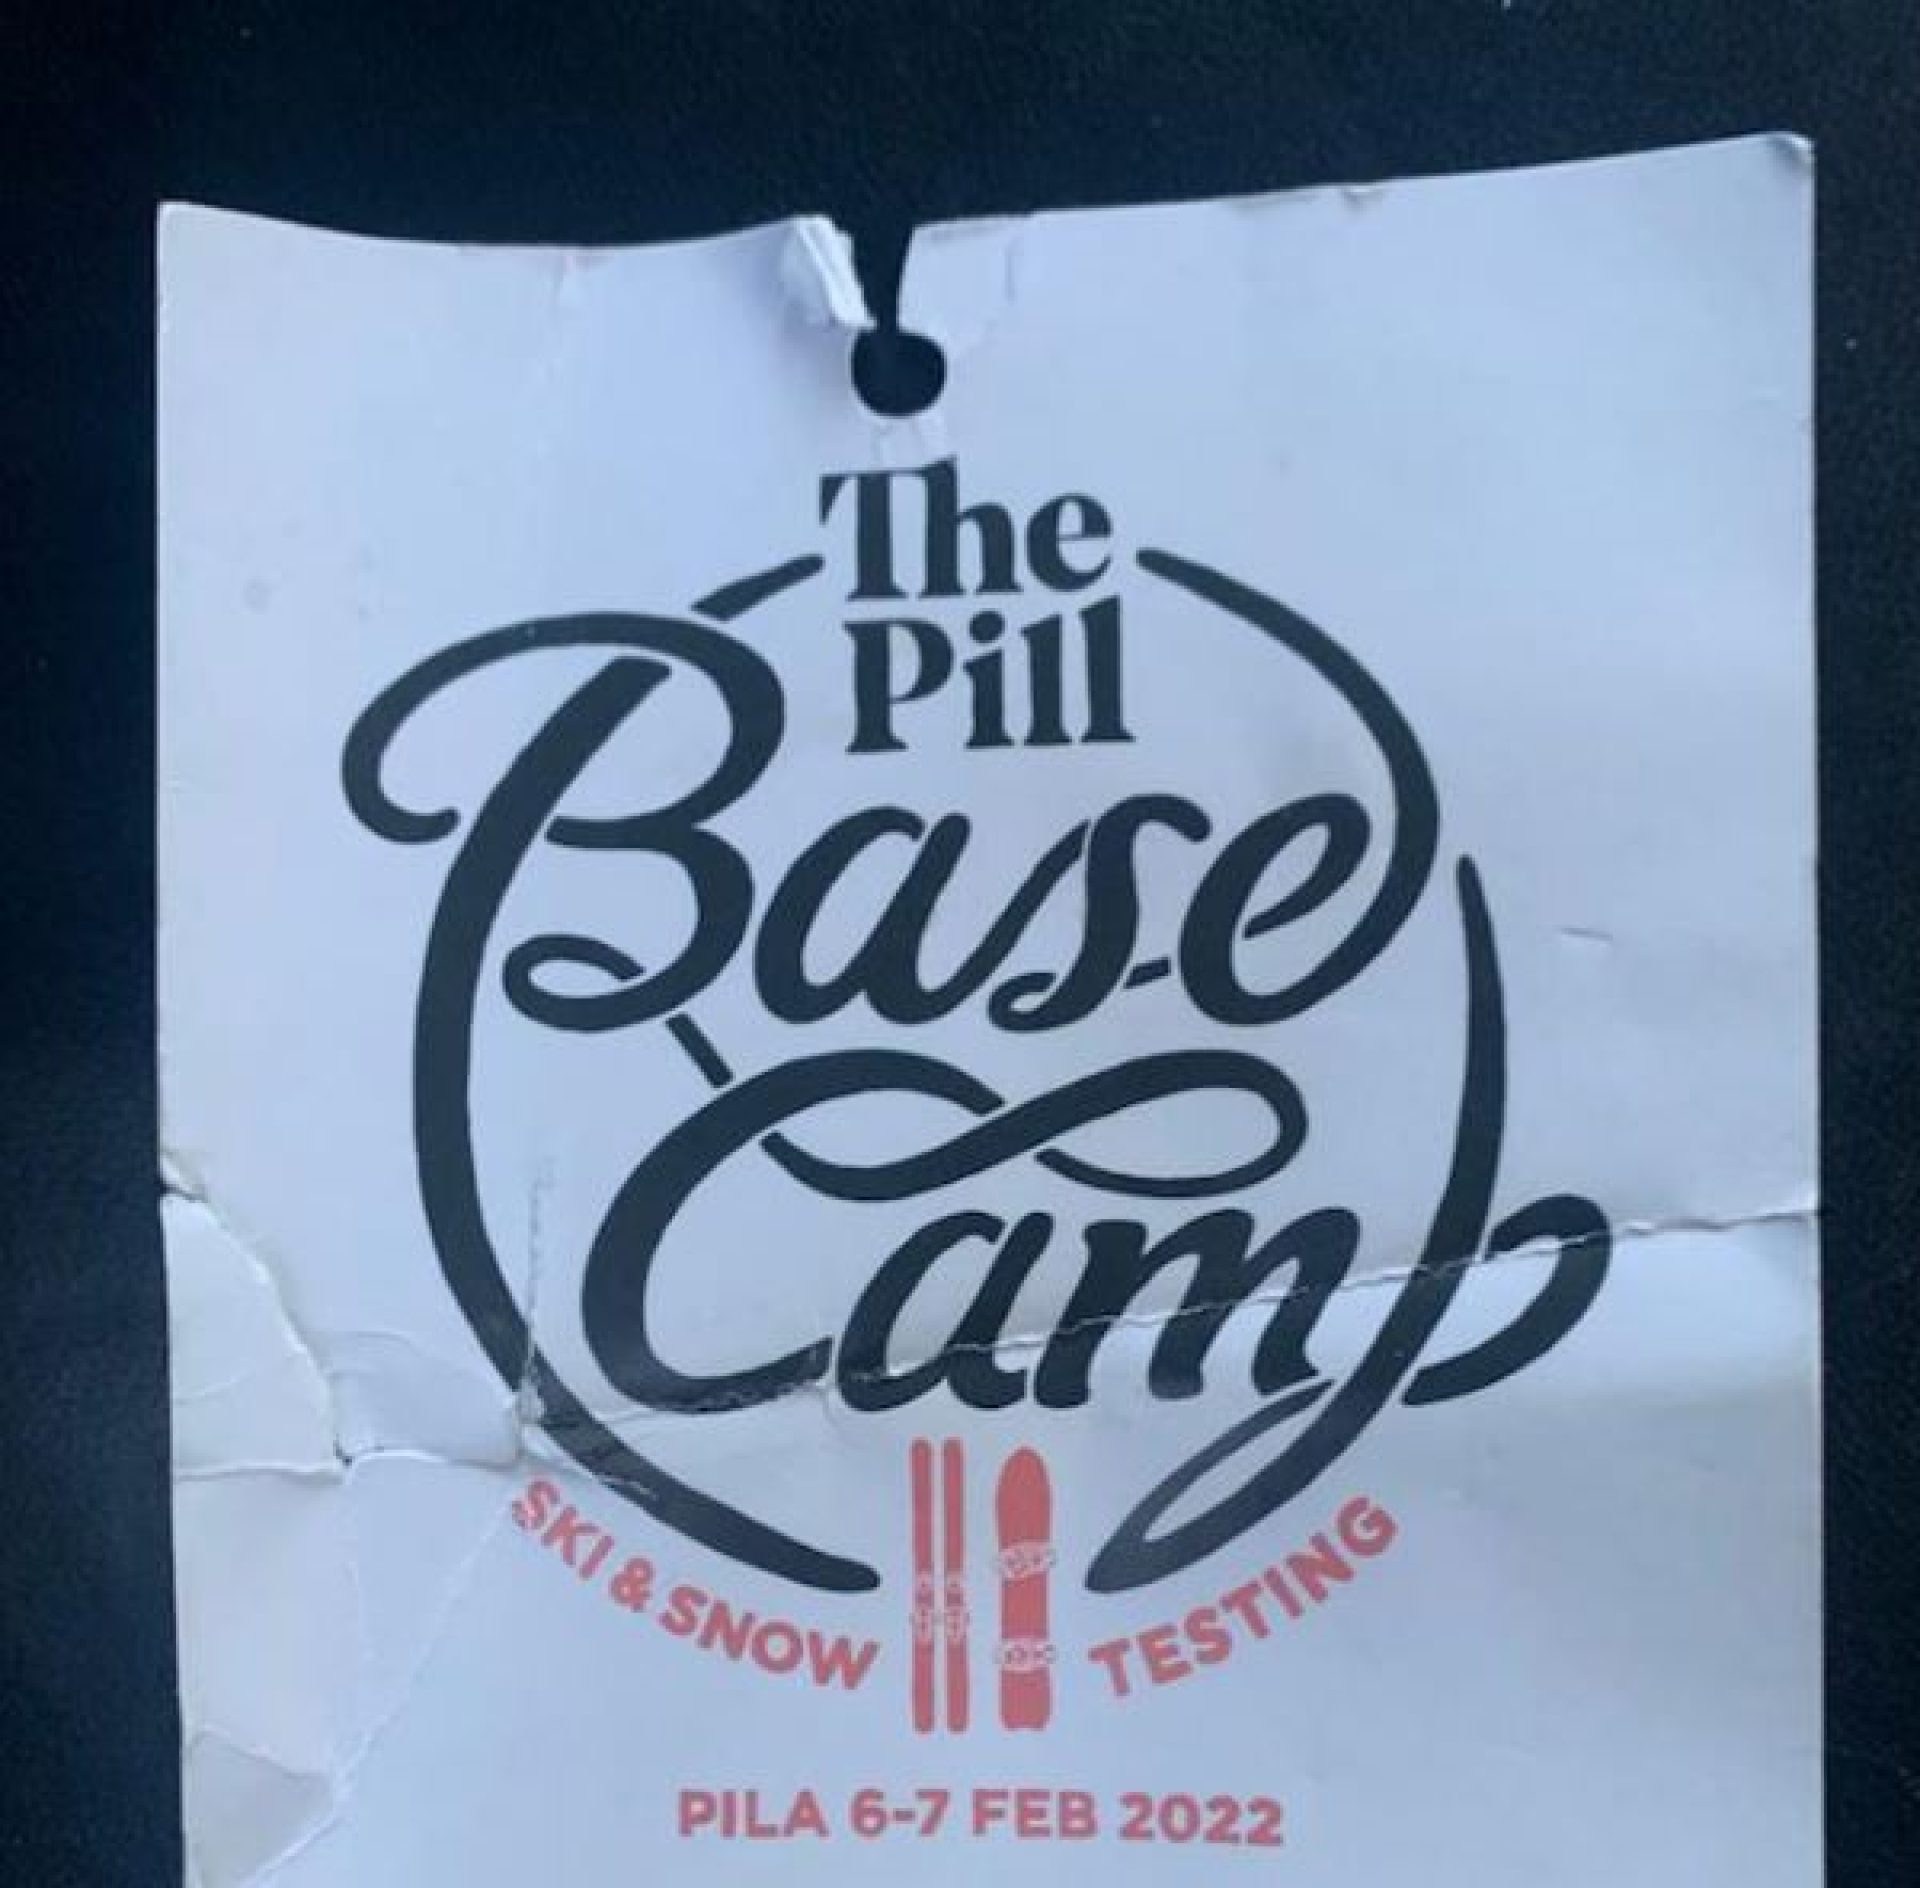 The
Pill
Base
Camp
SKI & SNOW TESTING
PILA 6-7 FEB 2022